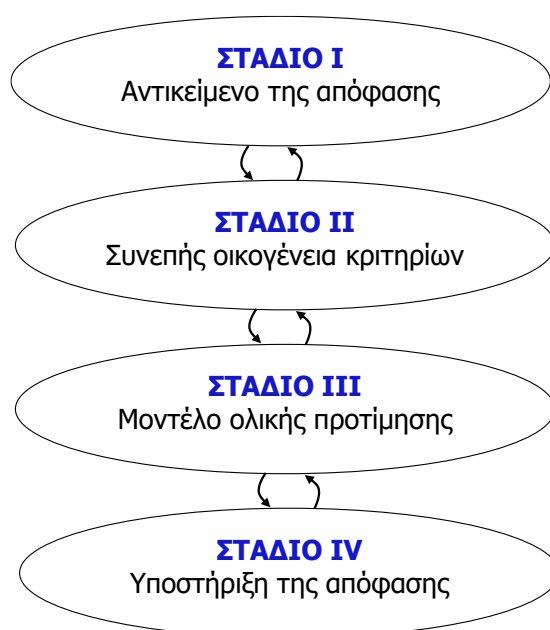 ΣΤΑΔΙΟ I
Αντικείμενο της απόφασης
ΣΤΑΔΙΟ II
Συνεπής οικογένεια κριτηρίων
ΣΤΑΔΙΟ III
Μοντέλο ολικής προτίμησης
ΣΤΑΔΙΟ IV
Υποστήριξη της απόφασης